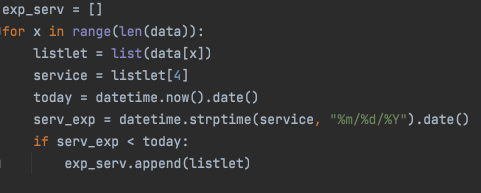 exp_serv = []
for x in range(len(data)):
    listlet = list(data[x])
    service = listlet[4]
    today = datetime.now().date()
    serv_exp = datetime.strptime(service, "%m/%d/%Y").date()
    if serv_exp < today:
        exp_serv.append(listlet)